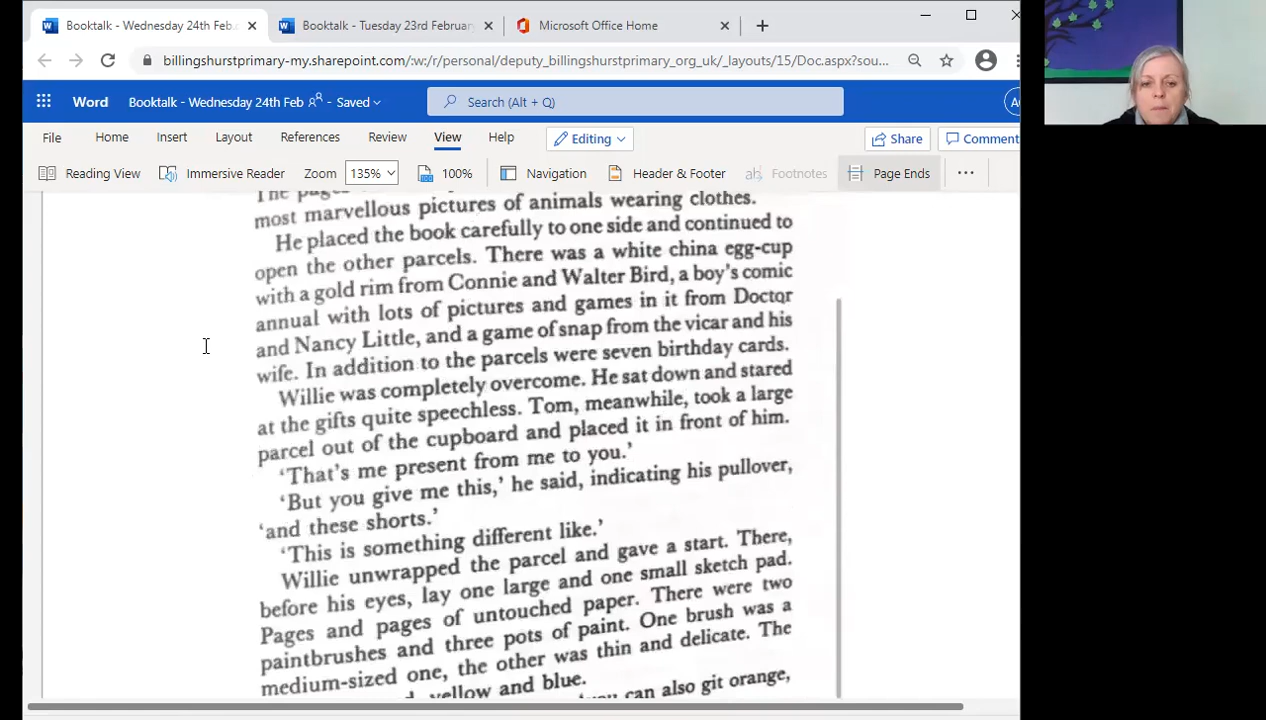 Booktalk - Wednesday 24th Feb.
Booktalk - Tuesday 23rd February
Microsoft Office Home
billingshurstprimary-my.sharepoint.com/:w:/r/personal/deputy_billingshurstprimary_org_uk/_layouts/15/Doc.aspx?sou...
Word
Booktalk - Wednesday 24th Feb - Saved
Search (Alt + Q)
File
Home
Insert
Layout
References
Review
View
Help
Editing
Share
Comment
Reading View
Immersive Reader
Zoom
135%
100%
Navigation
Header & Footer
Footnotes
Page Ends
The pages
most marvellous pictures of animals wearing clothes.
He placed the book carefully to one side and continued to
open the other parcels. There was a white china egg-cup
with a gold rim from Connie and Walter Bird, a boy's comic
annual with lots of pictures and games in it from Doctor
and Nancy Little, and a game of snap from the vicar and his
wife. In addition to the parcels were seven birthday cards.
Willie was completely overcome. He sat down and stared
at the gifts quite speechless. Tom, meanwhile, took a large
parcel out of the cupboard and placed it in front of him.
'That's me present from me to you.'
'But you give me this,' he said, indicating his pullover,
'and these shorts.'
'This is something different like.'
Willie unwrapped the parcel and gave a start. There,
before his eyes, lay one large and one small sketch pad.
Pages and pages of untouched paper. There were two
paintbrushes and three pots of paint. One brush was a
medium-sized one, the other was thin and delicate. The
yellow and blue.
you can also git orange,